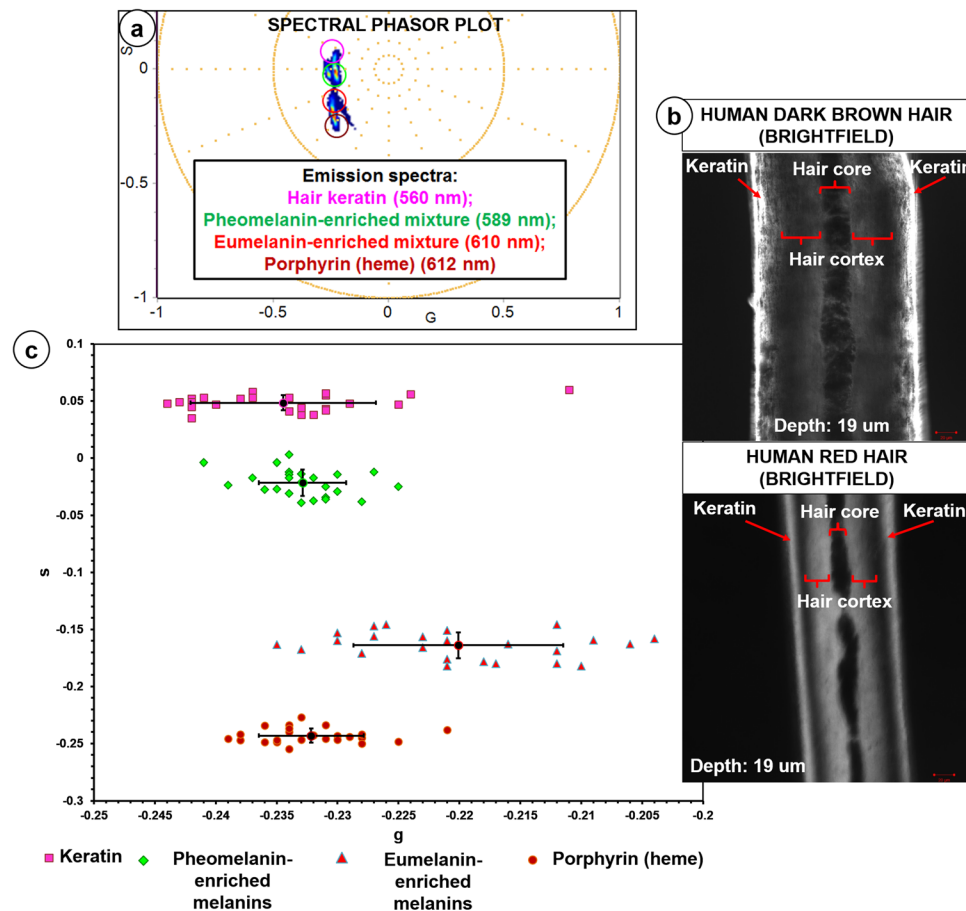 a
SPECTRAL PHASOR PLOT
S
0
-0.5
-1
Emission spectra:
Hair keratin (560 nm);
Pheomelanin-enriched mixture (589 nm);
Eumelanin-enriched mixture (610 nm);
Porphyrin (heme) (612 nm)
-1
-0.5
0
0.5
1
G
b
HUMAN DARK BROWN HAIR
(BRIGHTFIELD)
Keratin
Hair core
Keratin
Hair cortex
Depth: 19 um
HUMAN RED HAIR
(BRIGHTFIELD)
Keratin
Hair core
Keratin
Hair cortex
Depth: 19 um
c
0.1
0.05
0
-0.05
-0.1
-0.15
-0.2
-0.25
-0.3
s
-0.25
-0.245
-0.24
-0.235
-0.23
-0.225
-0.22
-0.215
-0.21
-0.205
-0.2
g
Keratin
Pheomelanin-
enriched
melanins
Eumelanin-
enriched
melanins
Porphyrin (heme)